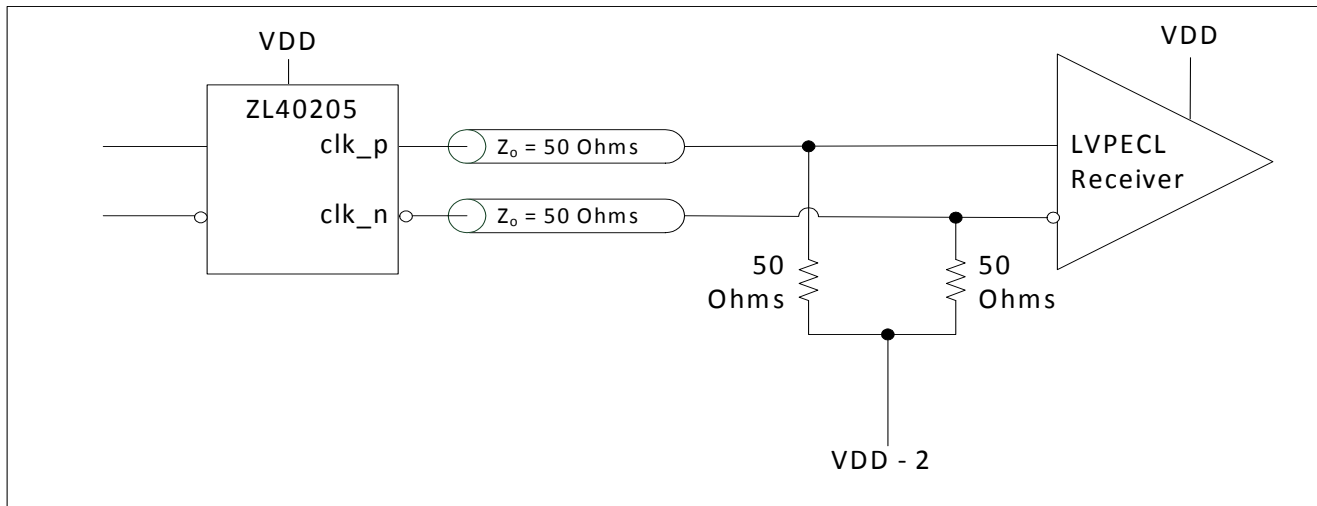 VDD
VDD
ZL40205
clk_p
Zₒ = 50 Ohms
LVPECL
Receiver
clk_n
Zₒ = 50 Ohms
50
Ohms
50
Ohms
VDD - 2